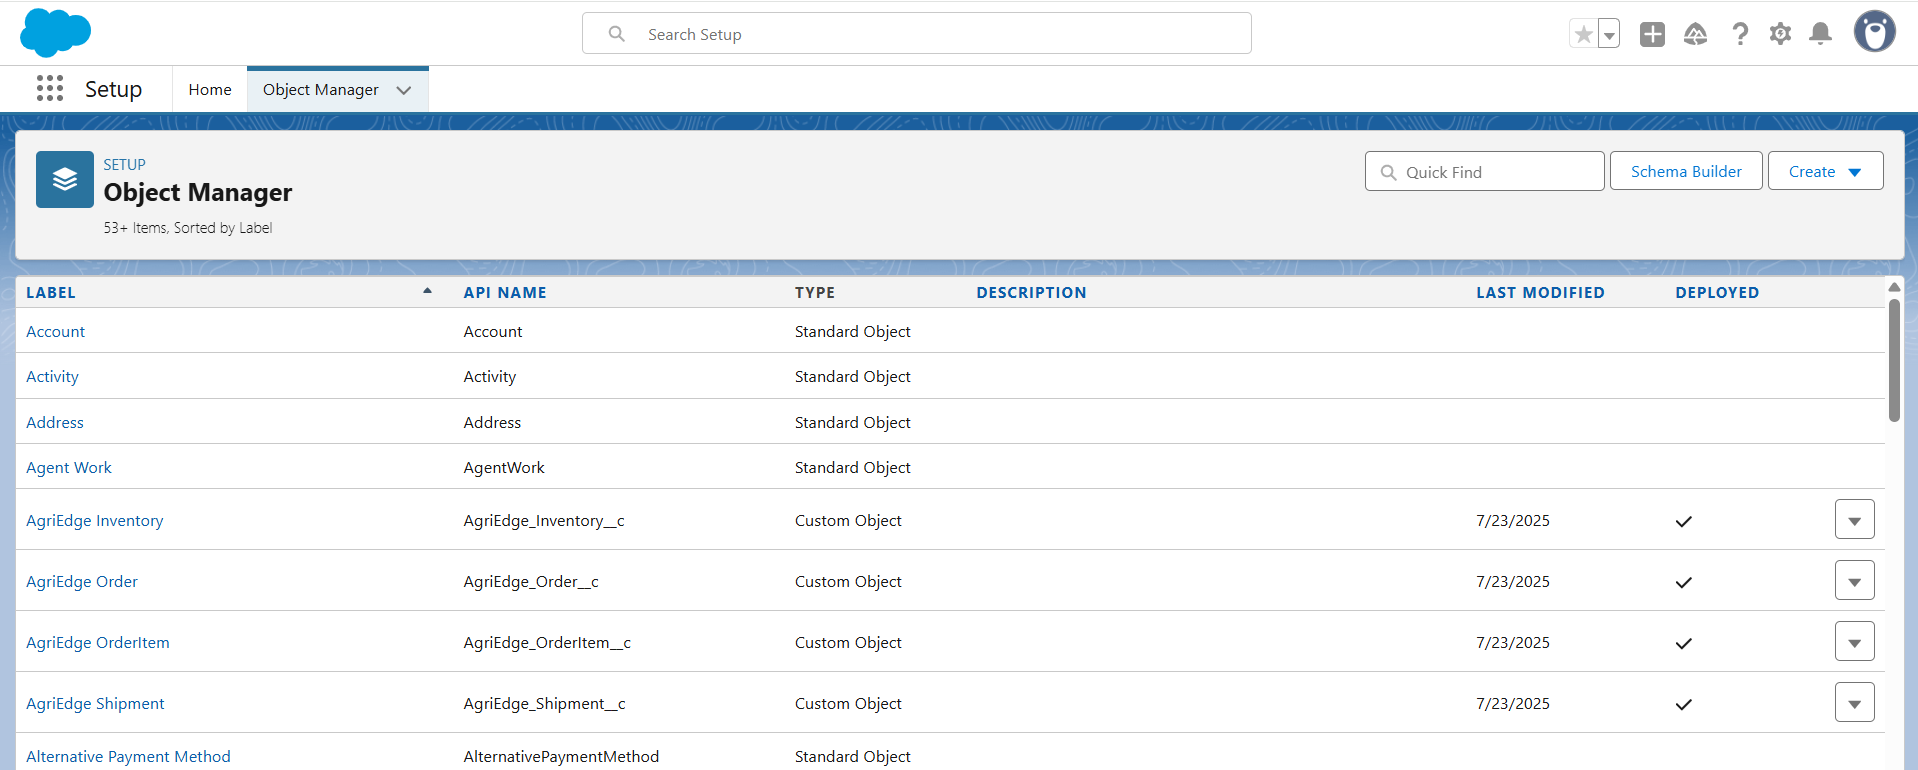 Search Setup
Setup Home Object Manager
SETUP
Object Manager
53+ Items, Sorted by Label
Quick Find Schema Builder Create
LABEL API NAME TYPE DESCRIPTION LAST MODIFIED DEPLOYED
Account Account Standard Object
Activity Activity Standard Object
Address Address Standard Object
Agent Work AgentWork Standard Object
AgriEdge Inventory AgriEdge_Inventory__c Custom Object 7/23/2025
AgriEdge Order AgriEdge_Order__c Custom Object 7/23/2025
AgriEdge OrderItem AgriEdge_OrderItem__c Custom Object 7/23/2025
AgriEdge Shipment AgriEdge_Shipment__c Custom Object 7/23/2025
Alternative Payment Method AlternativePaymentMethod Standard Object